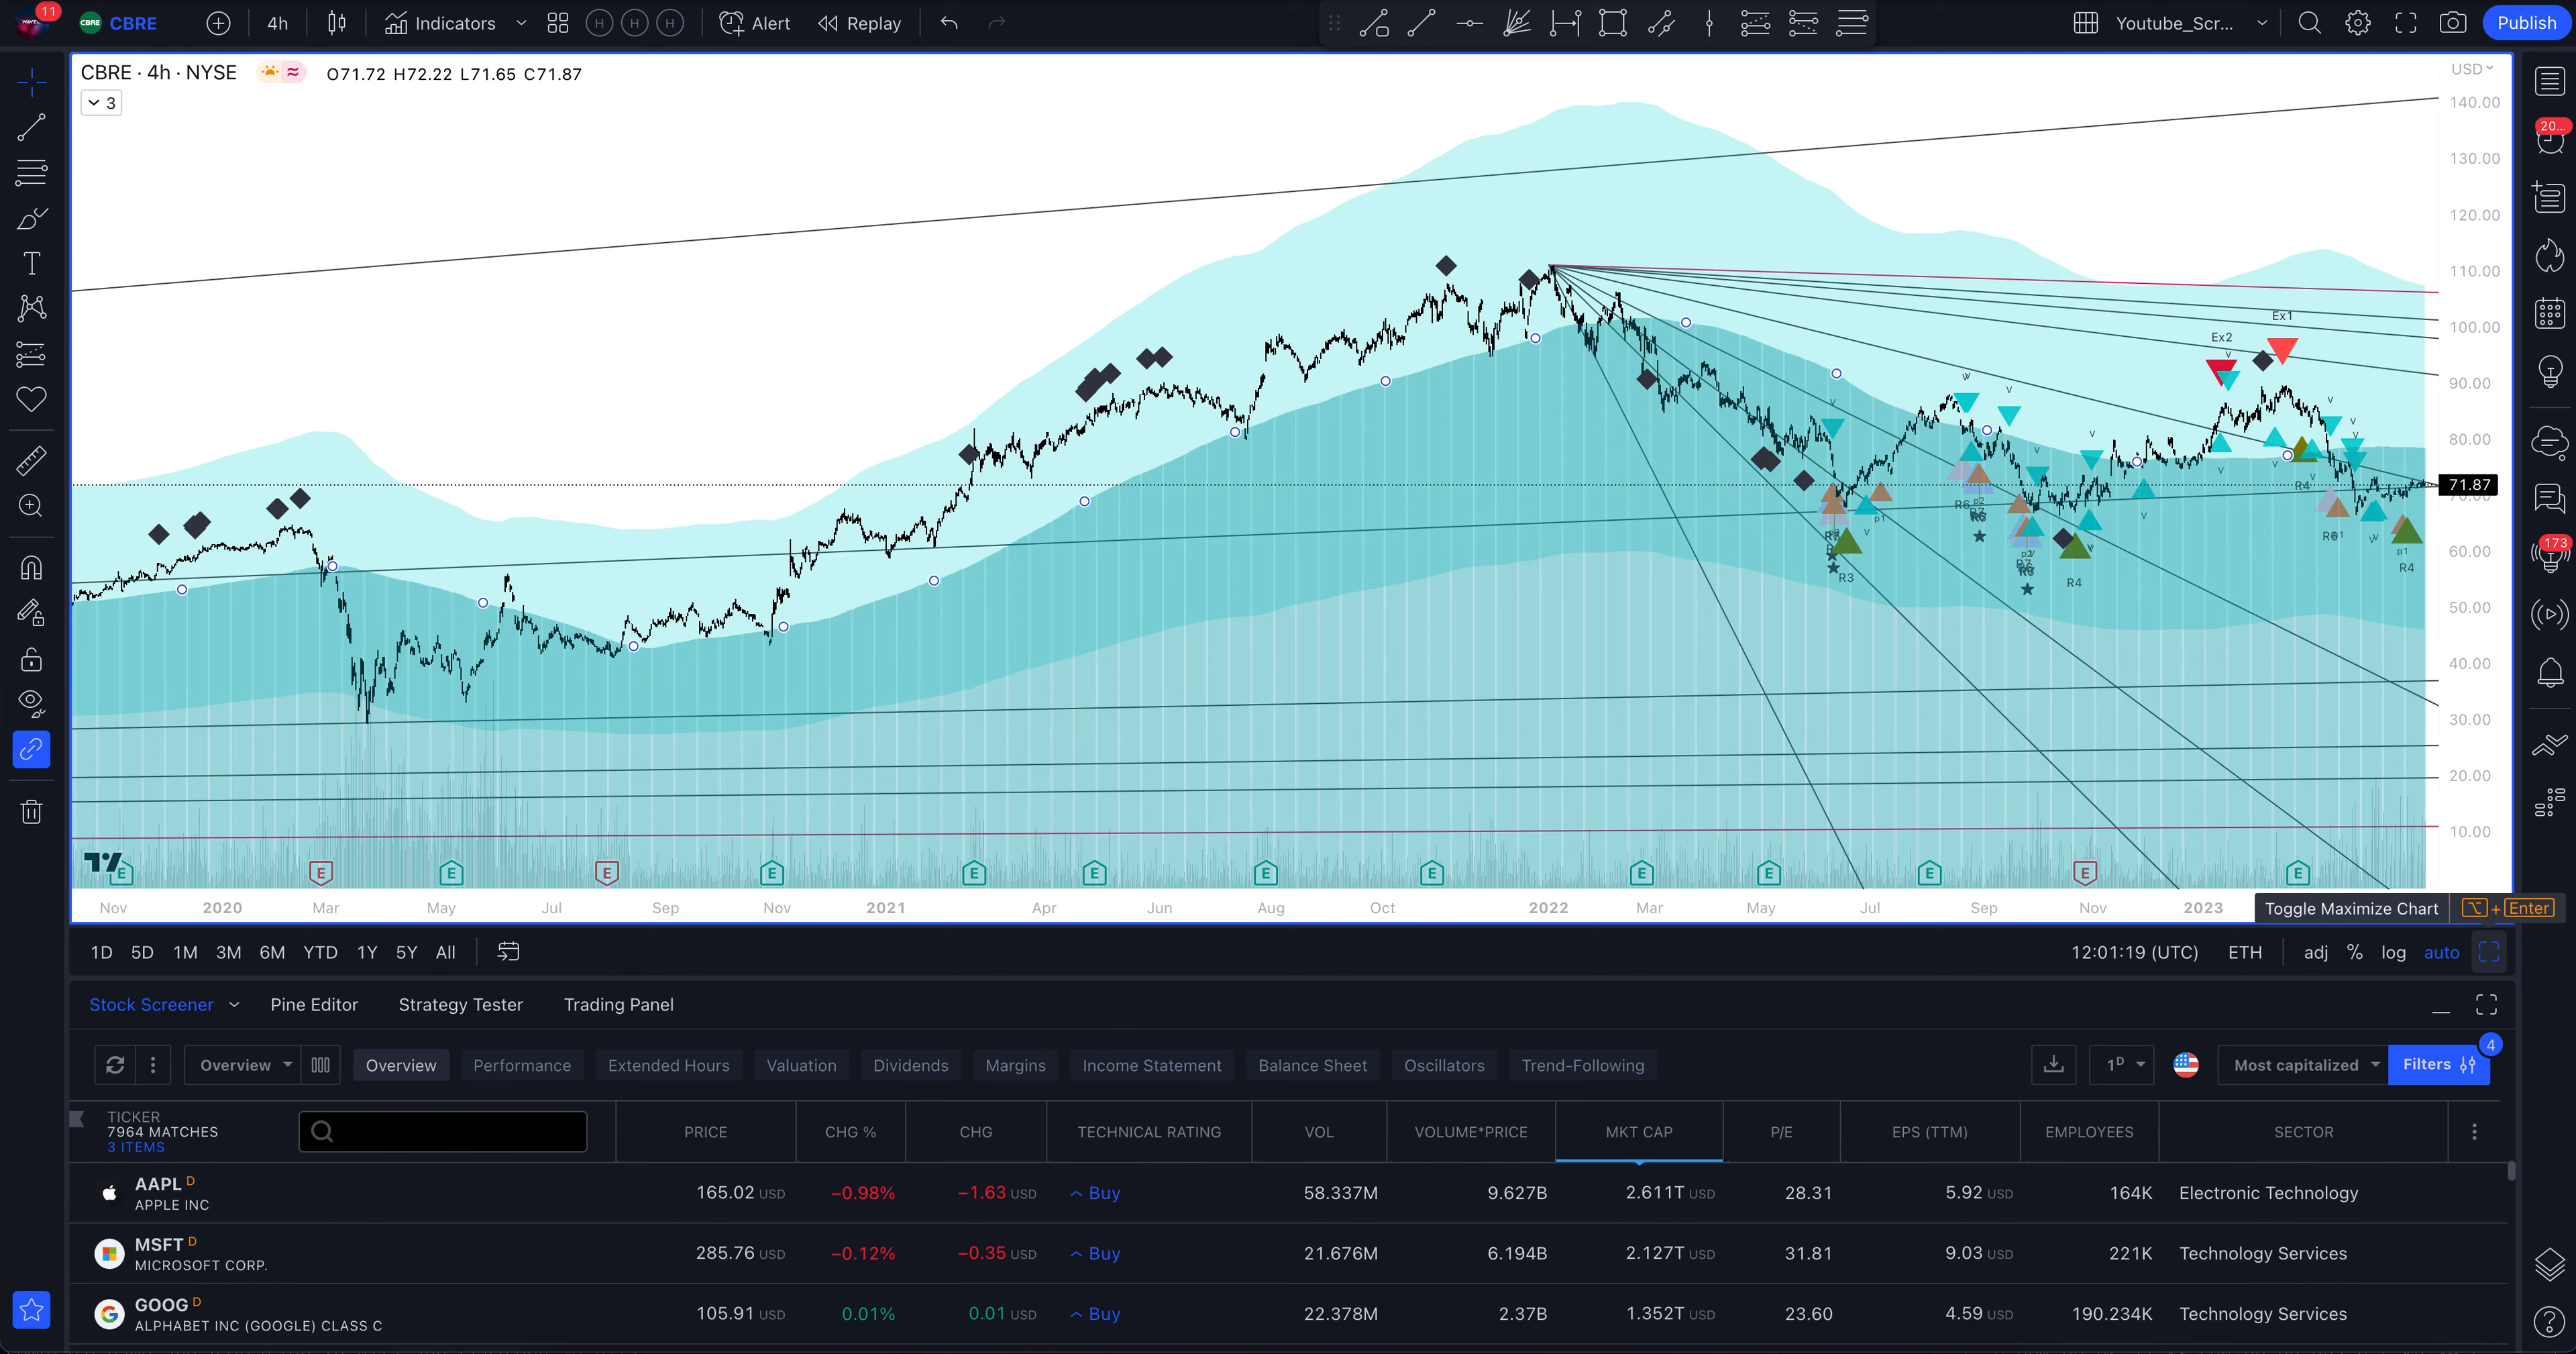 11
CBRE CBRE 4h Indicators H H H Alert Replay Youtube_Scr... Publish
CBRE · 4h · NYSE O71.72 H72.22 L71.65 C71.87
3
USD
140.00
130.00
120.00
110.00
100.00
90.00
80.00
71.87
60.00
50.00
40.00
30.00
20.00
10.00
20...
173
Ex1
Ex2
R3
p1
R4
R4
p1
R4
E E E E E E E E E E E E E E
Nov 2020 Mar May Jul Sep Nov 2021 Apr Jun Aug Oct 2022 Mar May Jul Sep Nov 2023 Toggle Maximize Chart ⌥ + Enter
1D 5D 1M 3M 6M YTD 1Y 5Y All 12:01:19 (UTC) ETH adj % log auto
Stock Screener Pine Editor Strategy Tester Trading Panel
4
Overview Overview Performance Extended Hours Valuation Dividends Margins Income Statement Balance Sheet Oscillators Trend-Following 1D Most capitalized Filters
TICKER
7964 MATCHES
3 ITEMS
PRICE CHG % CHG TECHNICAL RATING VOL VOLUME*PRICE MKT CAP P/E EPS (TTM) EMPLOYEES SECTOR
AAPL D 165.02 USD −0.98% −1.63 USD Buy 58.337M 9.627B 2.611T USD 28.31 5.92 USD 164K Electronic Technology
APPLE INC
MSFT D 285.76 USD −0.12% −0.35 USD Buy 21.676M 6.194B 2.127T USD 31.81 9.03 USD 221K Technology Services
MICROSOFT CORP.
GOOG D 105.91 USD 0.01% 0.01 USD Buy 22.378M 2.37B 1.352T USD 23.60 4.59 USD 190.234K Technology Services
ALPHABET INC (GOOGLE) CLASS C